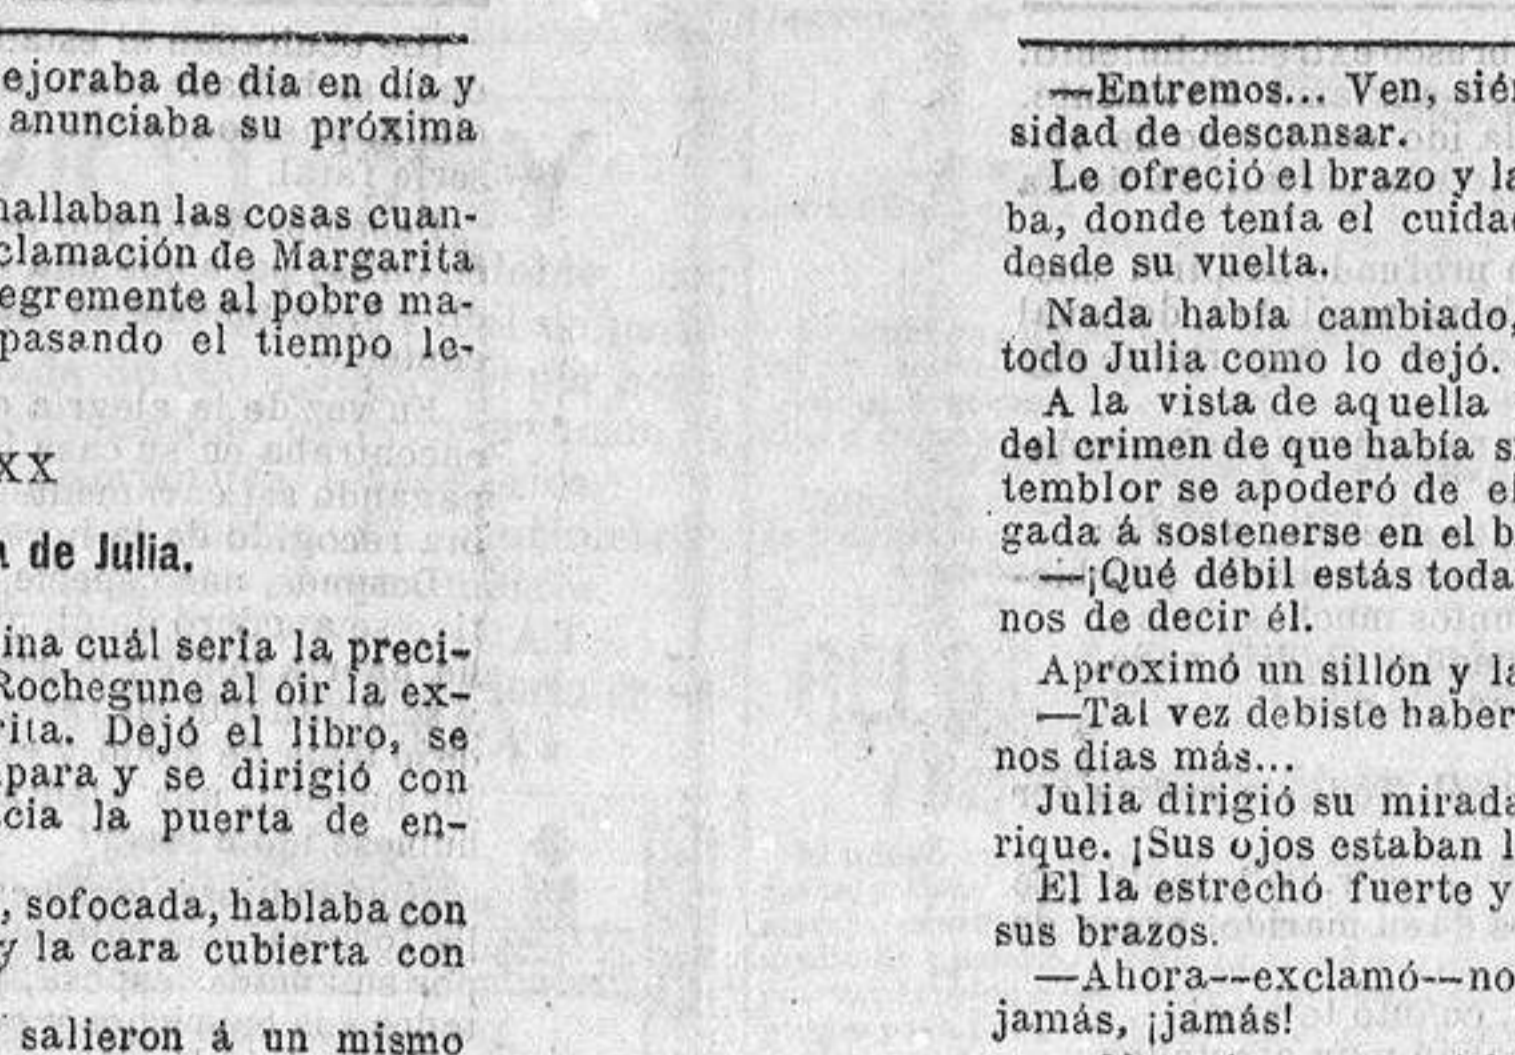 ejoraba de día en día y
anunciaba su próxima
hallaban las cosas cuan-
clamación de Margarita
egremente al pobre ma-
pasando el tiempo le-
XX
de Julia.
ina cuál sería la preci-
Rochegune al oir la ex-
rita. Dejó el libro, se
para y se dirigió con
cia la puerta de en-
, sofocada, hablaba con
y la cara cubierta con
salieron á un mismo
—Entremos... Ven, sién
sidad de descansar.
Le ofreció el brazo y la
ba, donde tenía el cuidad
desde su vuelta.
Nada había cambiado,
todo Julia como lo dejó.
A la vista de aquella
del crimen de que había si
temblor se apoderó de el
gada á sostenerse en el b
—¡Qué débil estás toda
nos de decir él.
Aproximó un sillón y la
—Tal vez debiste haber
nos días más...
Julia dirigió su mirada
rique. ¡Sus ojos estaban l
El la estrechó fuerte y
sus brazos.
—Ahora--exclamó--no
jamás, ¡jamás!